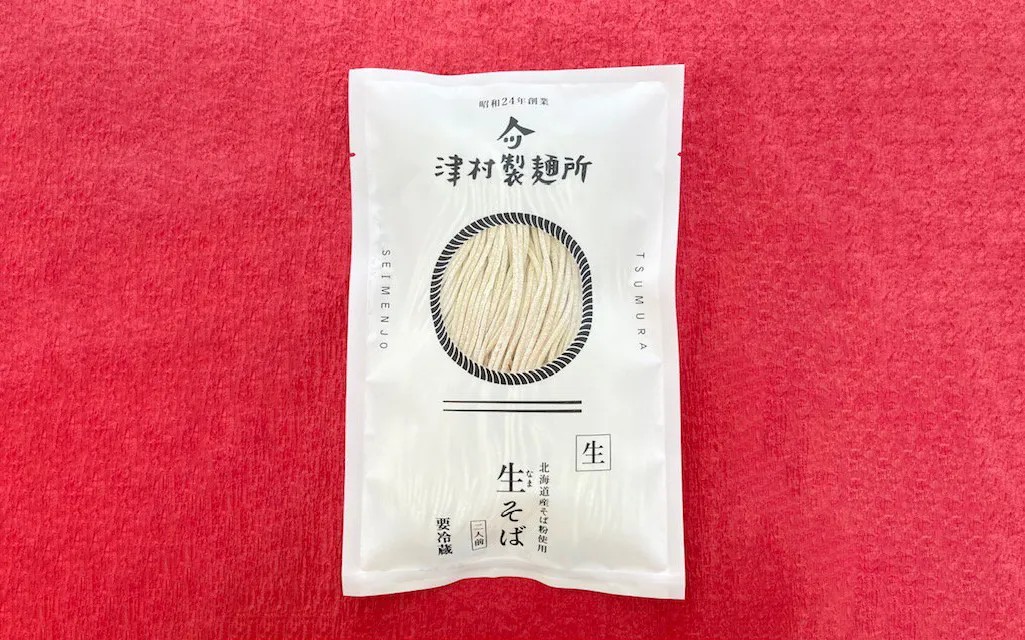 昭和24年創業
津村製麺所
TSUMURA
SEIMENJO
生
北海道産そば粉使用
生そば
なま
二人前
要冷蔵